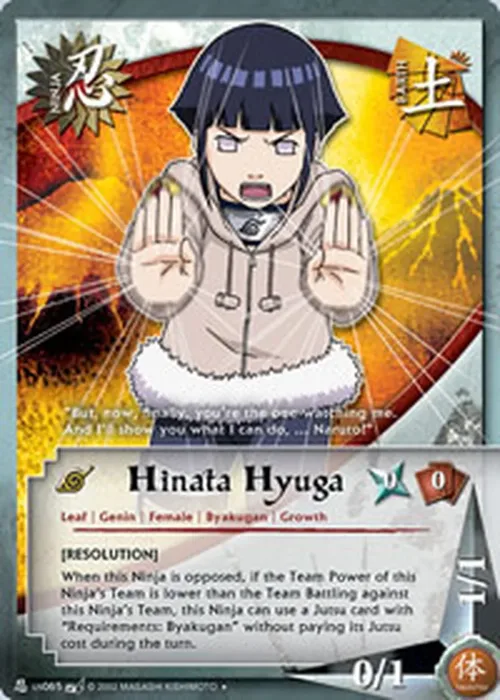 忍
NINJA
EARTH
土
"But, now, finally, you're the one watching me.
And I'll show you what I can do, ... Naruto!"
Hinata Hyuga
0
0
Leaf | Genin | Female | Byakugan | Growth
[RESOLUTION]
When this Ninja is opposed, if the Team Power of this
Ninja's Team is lower than the Team Battling against
this Ninja's Team, this Ninja can use a Jutsu card with
"Requirements: Byakugan" without paying its Jutsu
cost during the turn.
1/1
0/1
体
© 2002 MASASHI KISHIMOTO